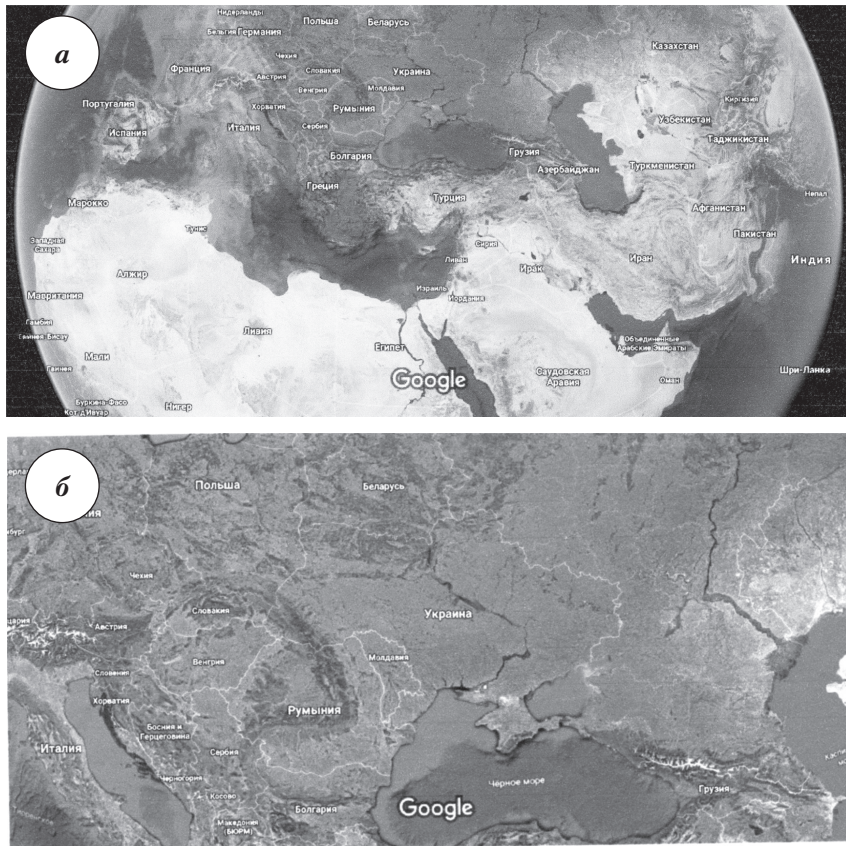 а
Нидерланды
Польша
Беларусь
Бельгия
Германия
Казахстан
Чехия
Франция
Словакия
Украина
Австрия
Венгрия
Молдавия
Киргизия
Португалия
Хорватия
Румыния
Узбекистан
Испания
Италия
Сербия
Таджикистан
Болгария
Грузия
Азербайджан
Туркменистан
Греция
Турция
Непал
Марокко
Афганистан
Тунис
Пакистан
Западная
Сахара
Сирия
Ливан
Иран
Индия
Алжир
Ирак
Мавритания
Израиль
Иордания
Гамбия
Ливия
Египет
Объединенные
Арабские Эмираты
Мали
Гвинея
Google
Саудовская
Аравия
Оман
Шри-Ланка
Буркина-Фасо
Кот-д'Ивуар
Нигер
б
Польша
Беларусь
Чехия
Словакия
Украина
Австрия
Венгрия
Молдавия
Словения
Хорватия
Румыния
Босния и
Герцеговина
Италия
Сербия
Черногория
Чёрное море
Грузия
Косово
Google
Болгария
Македония
(БЮРМ)